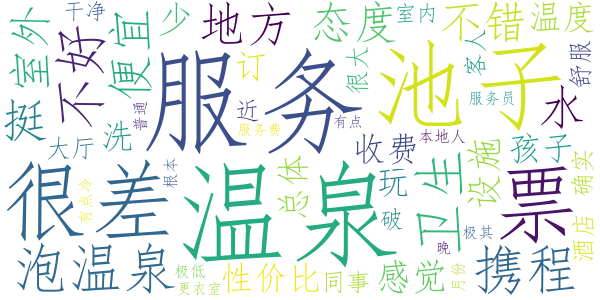 干净
少
地方
态度
室内
不错
温度
室外
不好
便宜
服务
订
很大
池子
客人
舒服
挺
洗
普通
近
服务费
有点
服务员
水
大厅
根本
收费
本地人
孩子
很差
有点冷
温泉
总体
玩
破
卫生
设施
票
确实
酒店
泡温泉
极低
更衣室
性价比
同事
感觉
晚
极其
月份
携程